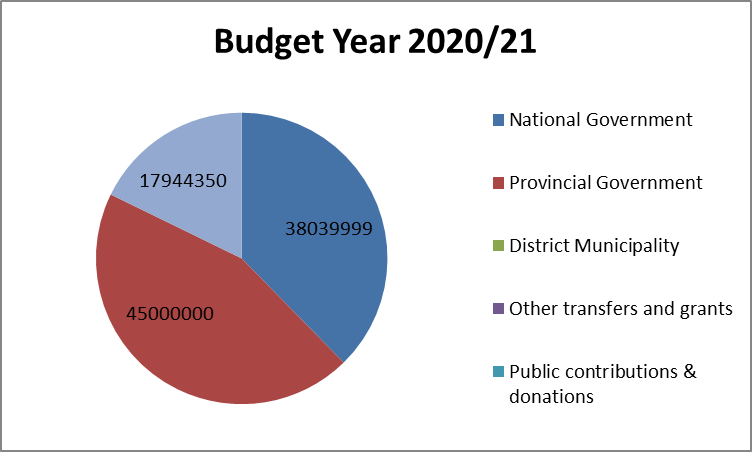 Budget Year 2020/21
17944350
38039999
45000000
National Government
Provincial Government
District Municipality
Other transfers and grants
Public contributions &
donations